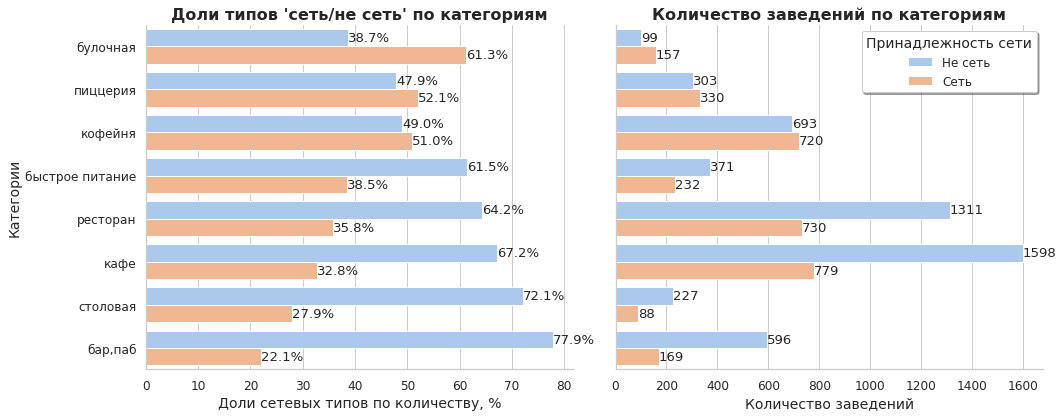 Доли типов 'сеть/не сеть' по категориям
Категории
булочная
38.7%
61.3%
пиццерия
47.9%
52.1%
кофейня
49.0%
51.0%
быстрое питание
61.5%
38.5%
ресторан
64.2%
35.8%
кафе
67.2%
32.8%
столовая
72.1%
27.9%
бар,паб
77.9%
22.1%
0 10 20 30 40 50 60 70 80
Доли сетевых типов по количеству, %
Количество заведений по категориям
Принадлежность сети
Не сеть
Сеть
99
157
303
330
693
720
371
232
1311
730
1598
779
227
88
596
169
0 200 400 600 800 1000 1200 1400 1600
Количество заведений